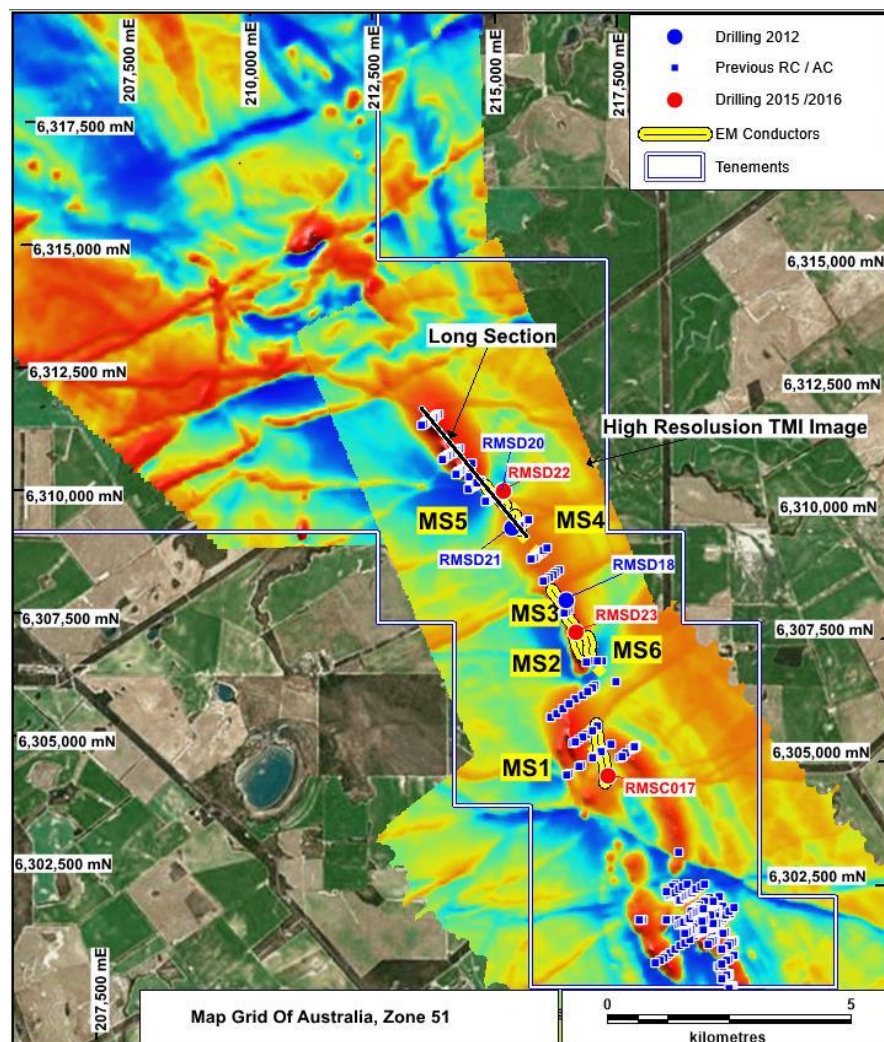 207,500 mE
210,000 mE
212,500 mE
215,000 mE
217,500 mE
Drilling 2012
Previous RC / AC
Drilling 2015 /2016
EM Conductors
Tenements
6,317,500 mN
6,315,000 mN
6,315,000 mN
Long Section
6,312,500 mN
6,312,500 mN
RMSD20
High Resolusion TMI Image
RMSD22
6,310,000 mN
6,310,000 mN
MS5
MS4
RMSD21
RMSD18
6,307,500 mN
MS3
RMSD23
6,307,500 mN
MS2
MS6
6,305,000 mN
6,305,000 mN
MS1
RMSC017
6,302,500 mN
6,302,500 mN
207,500 mE
Map Grid Of Australia, Zone 51
0
5
kilometres